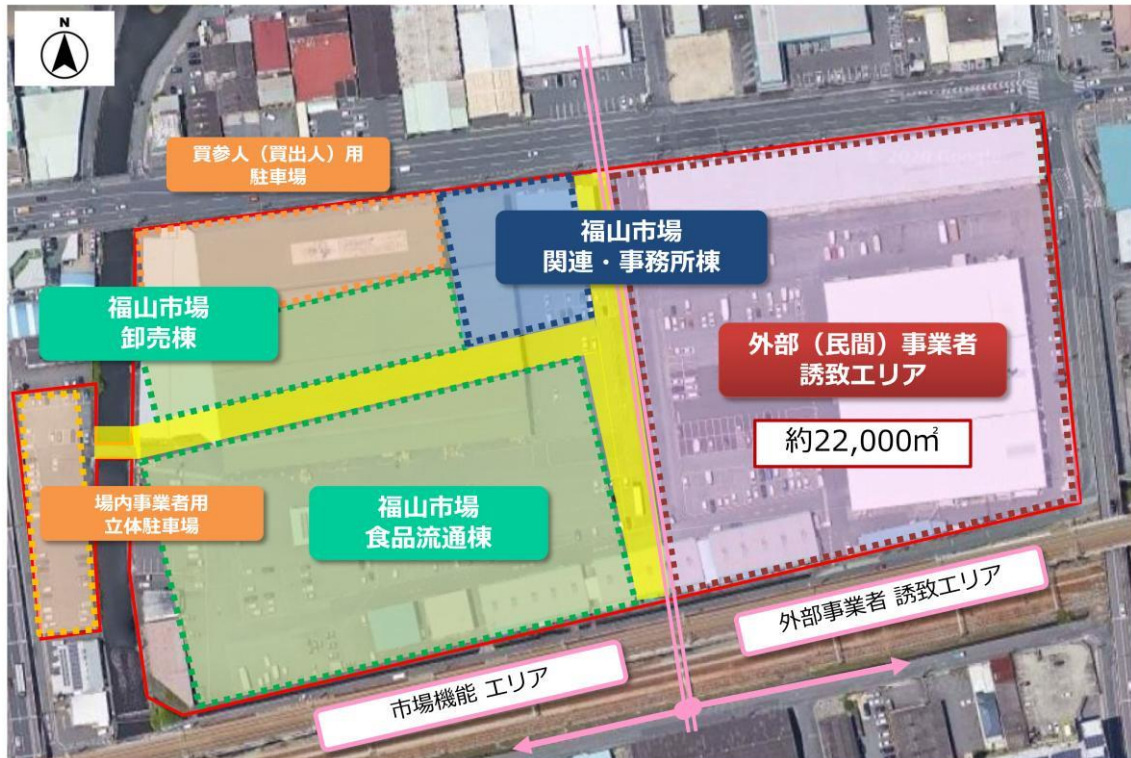 N
買参人（買出人）用
駐車場
福山市場
関連・事務所棟
福山市場
卸売棟
外部（民間）事業者
誘致エリア
約22,000㎡
場内事業者用
立体駐車場
福山市場
食品流通棟
外部事業者 誘致エリア
市場機能 エリア